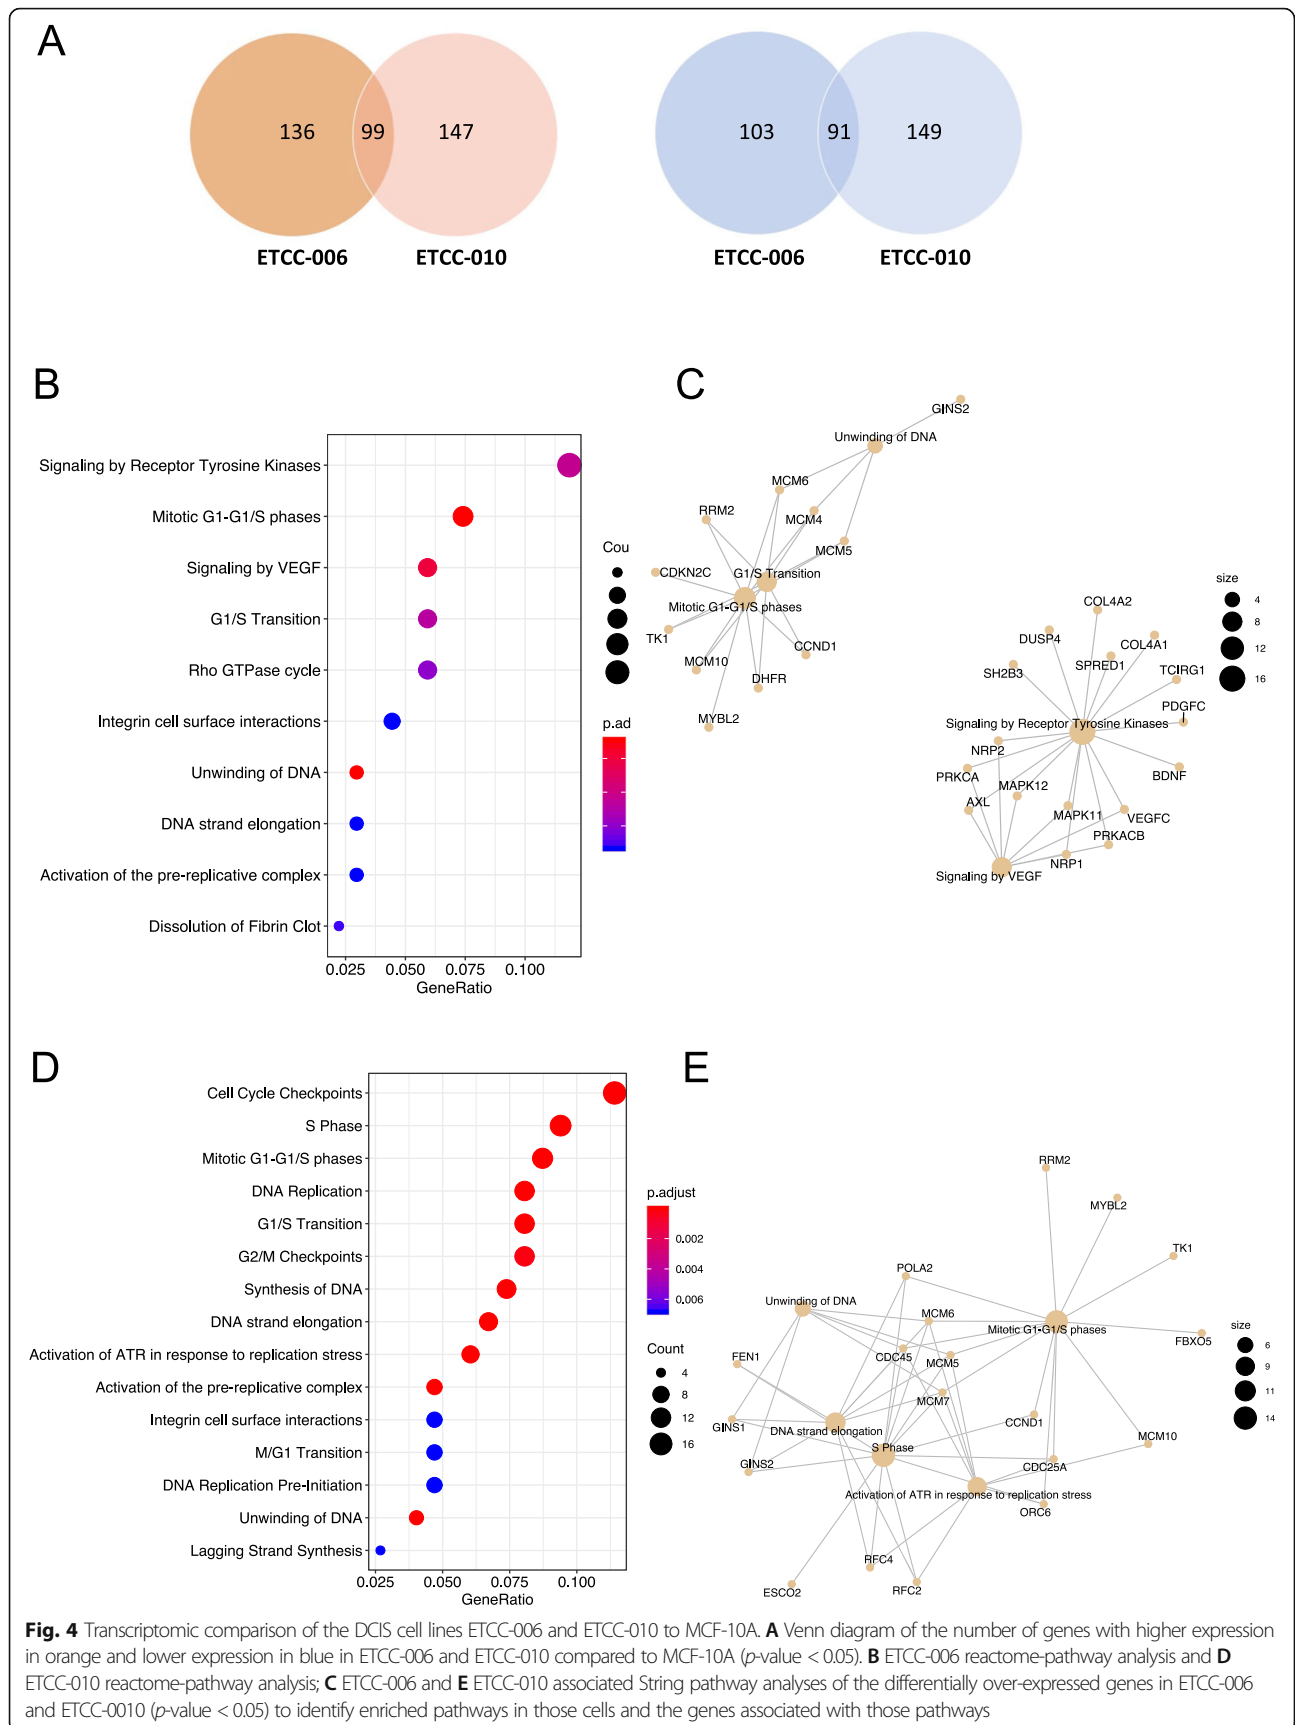 A
136 99 147
103 91 149
ETCC-006 ETCC-010
ETCC-006 ETCC-010
B
Signaling by Receptor Tyrosine Kinases
Mitotic G1-G1/S phases
Signaling by VEGF
G1/S Transition
Rho GTPase cycle
Integrin cell surface interactions
Unwinding of DNA
DNA strand elongation
Activation of the pre-replicative complex
Dissolution of Fibrin Clot
0.025 0.050 0.075 0.100
GeneRatio
Cou
p.ad
C
GINS2
Unwinding of DNA
MCM6
RRM2
MCM4
MCM5
CDKN2C
G1/S Transition
Mitotic G1-G1/S phases
TK1
CCND1
MCM10
DHFR
MYBL2
COL4A2
DUSP4
COL4A1
SPRED1
SH2B3
TCIRG1
PDGFC
Signaling by Receptor Tyrosine Kinases
NRP2
PRKCA
BDNF
MAPK12
AXL
MAPK11
VEGFC
PRKACB
NRP1
Signaling by VEGF
size
4
8
12
16
D
Cell Cycle Checkpoints
S Phase
Mitotic G1-G1/S phases
DNA Replication
G1/S Transition
G2/M Checkpoints
Synthesis of DNA
DNA strand elongation
Activation of ATR in response to replication stress
Activation of the pre-replicative complex
Integrin cell surface interactions
M/G1 Transition
DNA Replication Pre-Initiation
Unwinding of DNA
Lagging Strand Synthesis
0.025 0.050 0.075 0.100
GeneRatio
p.adjust
0.002
0.004
0.006
Count
4
8
12
16
E
RRM2
MYBL2
TK1
POLA2
Unwinding of DNA
MCM6
Mitotic G1-G1/S phases
FBXO5
FEN1
CDC45
MCM5
MCM7
GINS1
DNA strand elongation
CCND1
MCM10
S Phase
GINS2
CDC25A
Activation of ATR in response to replication stress
ORC6
RFC4
ESCO2
RFC2
size
6
9
11
14
Fig. 4 Transcriptomic comparison of the DCIS cell lines ETCC-006 and ETCC-010 to MCF-10A. A Venn diagram of the number of genes with higher expression
in orange and lower expression in blue in ETCC-006 and ETCC-010 compared to MCF-10A (p-value < 0.05). B ETCC-006 reactome-pathway analysis and D
ETCC-010 reactome-pathway analysis; C ETCC-006 and E ETCC-010 associated String pathway analyses of the differentially over-expressed genes in ETCC-006
and ETCC-0010 (p-value < 0.05) to identify enriched pathways in those cells and the genes associated with those pathways